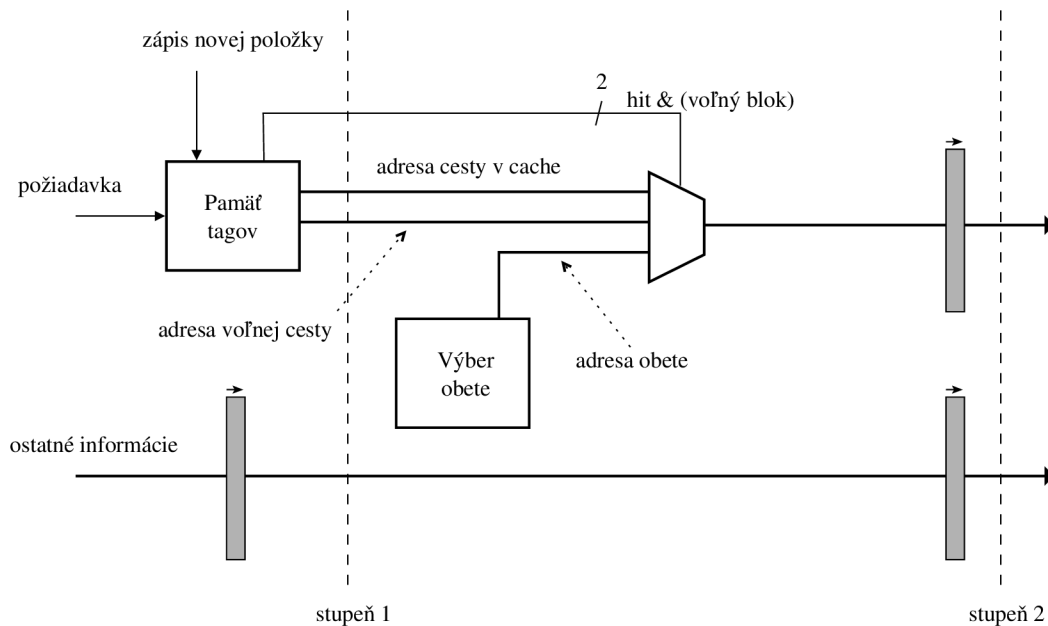 zápis novej položky
2
hit & (voľný blok)
adresa cesty v cache
požiadavka
Pamäť
tagov
adresa voľnej cesty
Výber
obete
adresa obete
ostatné informácie
stupeň 1
stupeň 2